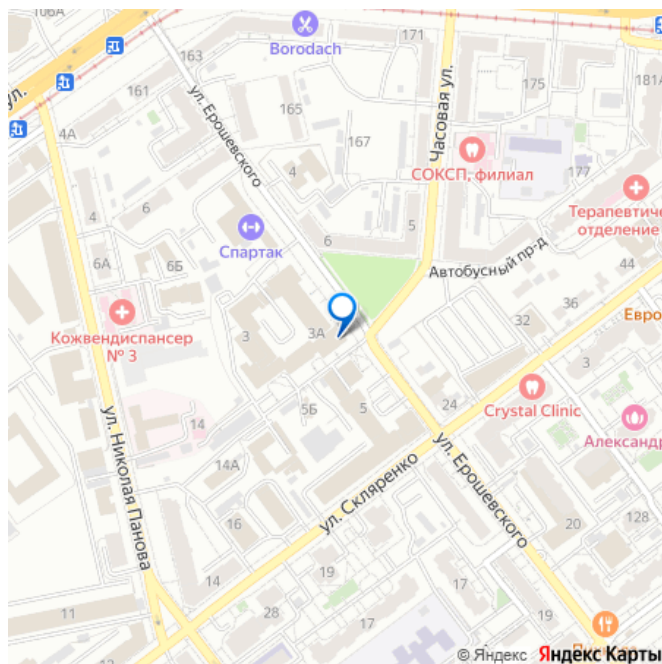 106А
Borodach
171
163
ул.
161
165
175
181А
ул. Ерошевского
Часовая ул.
4А
167
СОКСП, филиал
4
177
4
6
Терапевтиче
отделение
Спартак
6
5
6А
6Б
Автобусный пр-д
44
36
Кожвендиспансер
№ 3
3
3А
32
Евро
3
5Б
5
24
Crystal Clinic
14
Александр
ул. Николая Панова
14А
ул. Скляренко
ул. Ерошевского
16
20
128
14
19
17
11
28
17
19
17
19
© Яндекс Яндекс Карты